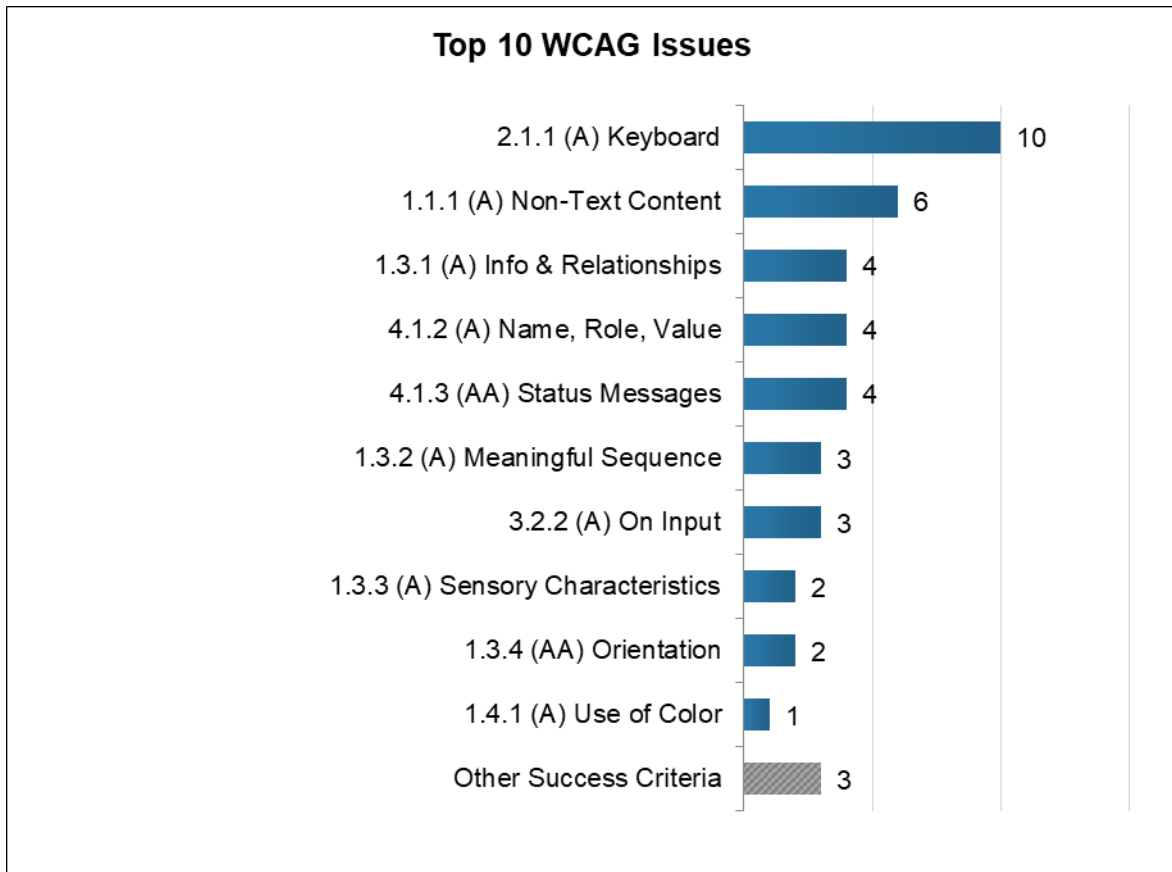 Top 10 WCAG Issues
2.1.1 (A) Keyboard 10
1.1.1 (A) Non-Text Content 6
1.3.1 (A) Info & Relationships 4
4.1.2 (A) Name, Role, Value 4
4.1.3 (AA) Status Messages 4
1.3.2 (A) Meaningful Sequence 3
3.2.2 (A) On Input 3
1.3.3 (A) Sensory Characteristics 2
1.3.4 (AA) Orientation 2
1.4.1 (A) Use of Color 1
Other Success Criteria 3